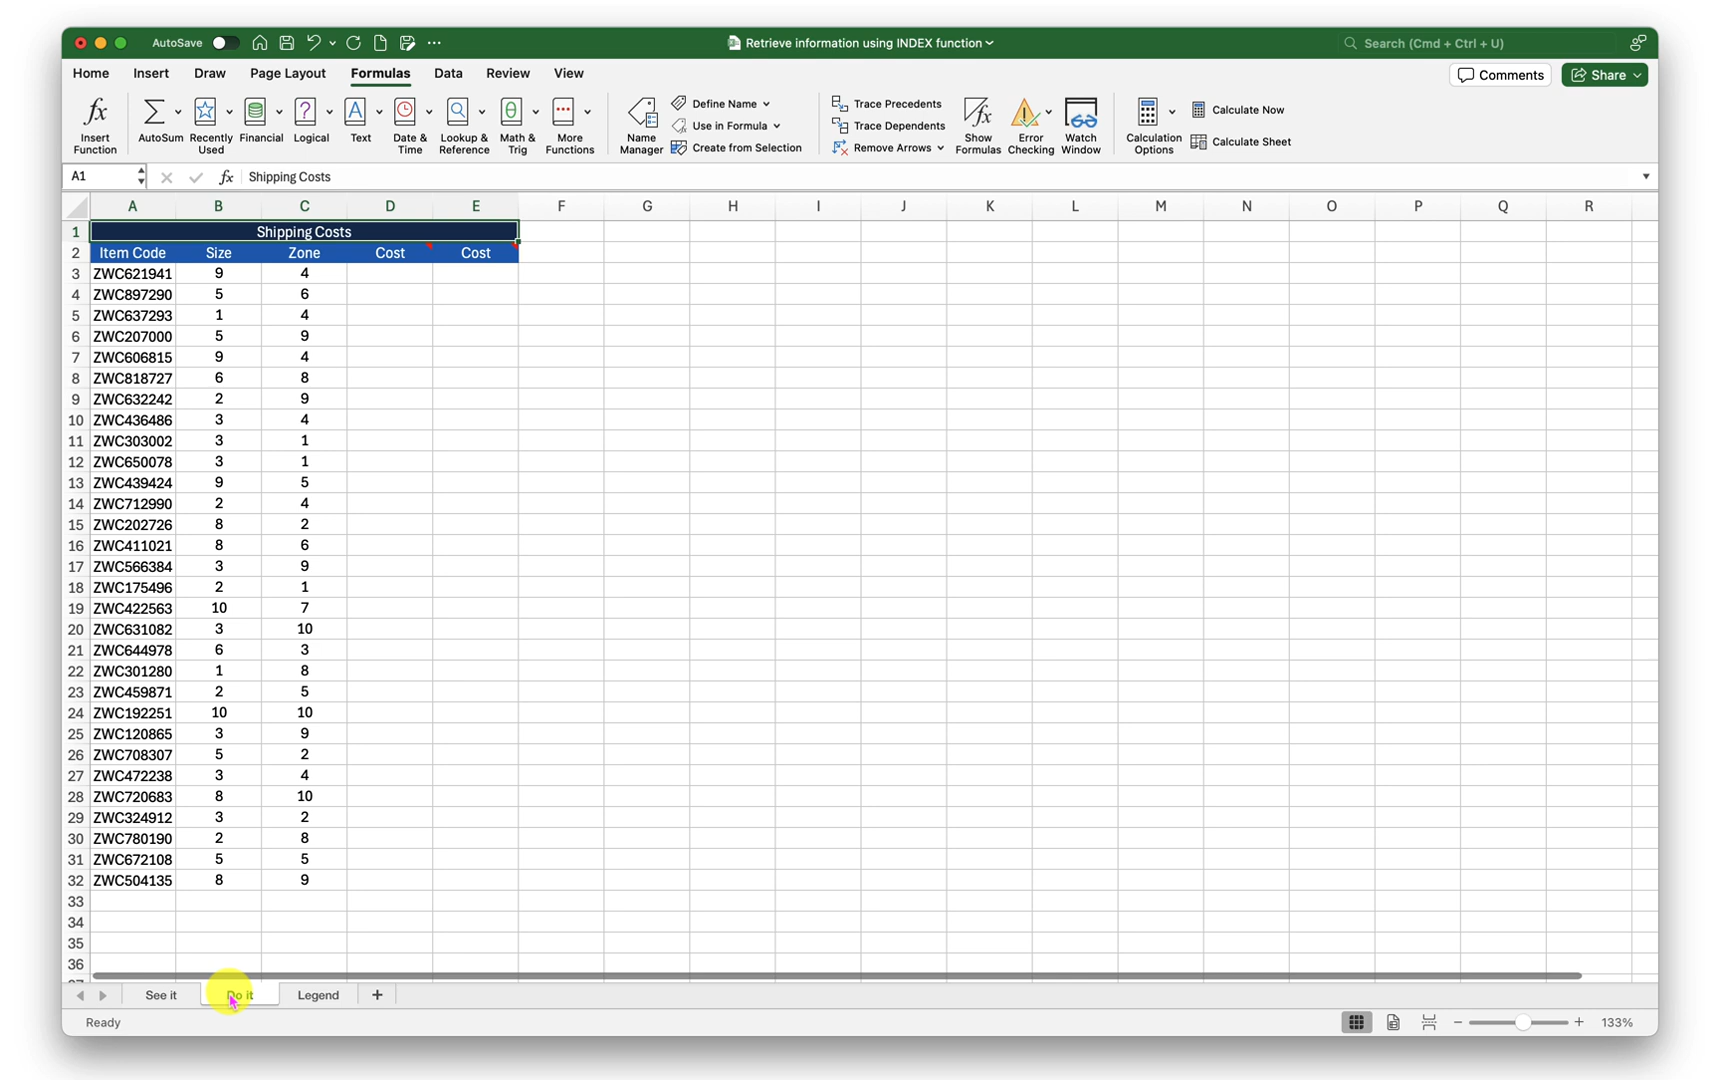 AutoSave
Retrieve information using INDEX function
Search (Cmd + Ctrl + U)
Home Insert Draw Page Layout Formulas Data Review View Comments Share
Insert Function
AutoSum
Recently Used
Financial
Logical
Text
Date & Time
Lookup & Reference
Math & Trig
More Functions
Name Manager
Define Name
Use in Formula
Create from Selection
Trace Precedents
Trace Dependents
Remove Arrows
Show Formulas
Error Checking
Watch Window
Calculation Options
Calculate Now
Calculate Sheet
A1 fx Shipping Costs
A B C D E F G H I J K L M N O P Q R
1 Shipping Costs
2 Item Code Size Zone Cost Cost
3 ZWC621941 9 4
4 ZWC897290 5 6
5 ZWC637293 1 4
6 ZWC207000 5 9
7 ZWC606815 9 4
8 ZWC818727 6 8
9 ZWC632242 2 9
10 ZWC436486 3 4
11 ZWC303002 3 1
12 ZWC650078 3 1
13 ZWC439424 9 5
14 ZWC712990 2 4
15 ZWC202726 8 2
16 ZWC411021 8 6
17 ZWC566384 3 9
18 ZWC175496 2 1
19 ZWC422563 10 7
20 ZWC631082 3 10
21 ZWC644978 6 3
22 ZWC301280 1 8
23 ZWC459871 2 5
24 ZWC192251 10 10
25 ZWC120865 3 9
26 ZWC708307 5 2
27 ZWC472238 3 4
28 ZWC720683 8 10
29 ZWC324912 3 2
30 ZWC780190 2 8
31 ZWC672108 5 5
32 ZWC504135 8 9
33
34
35
36
See it Do it Legend +
Ready 133%